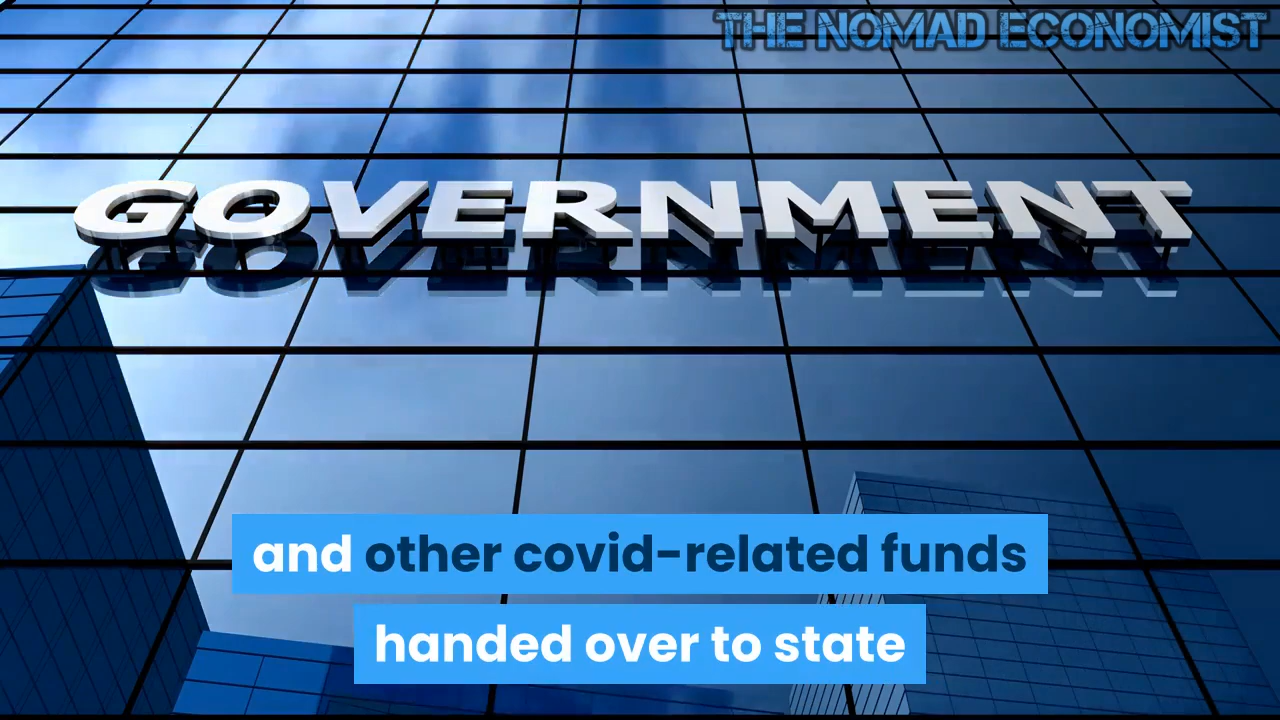 THE NOMAD ECONOMIST
GOVERNMENT
and other covid-related funds
handed over to state